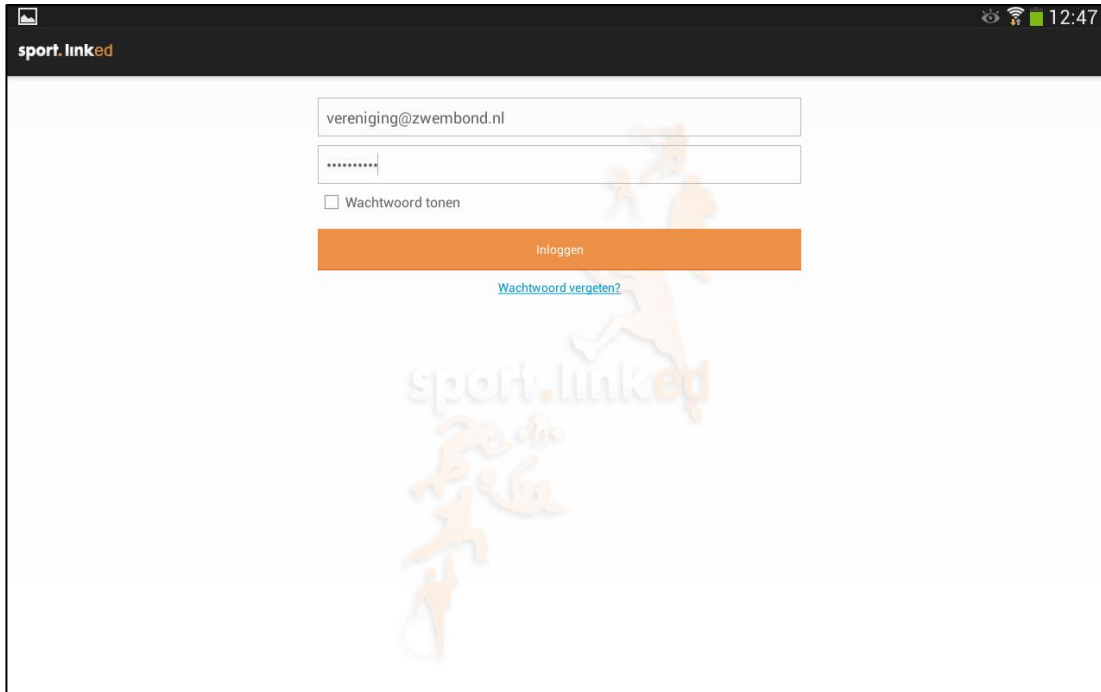 12:47
sport.linked
vereniging@zwembond.nl
••••••••••
Wachtwoord tonen
Inloggen
Wachtwoord vergeten?
sport.linked